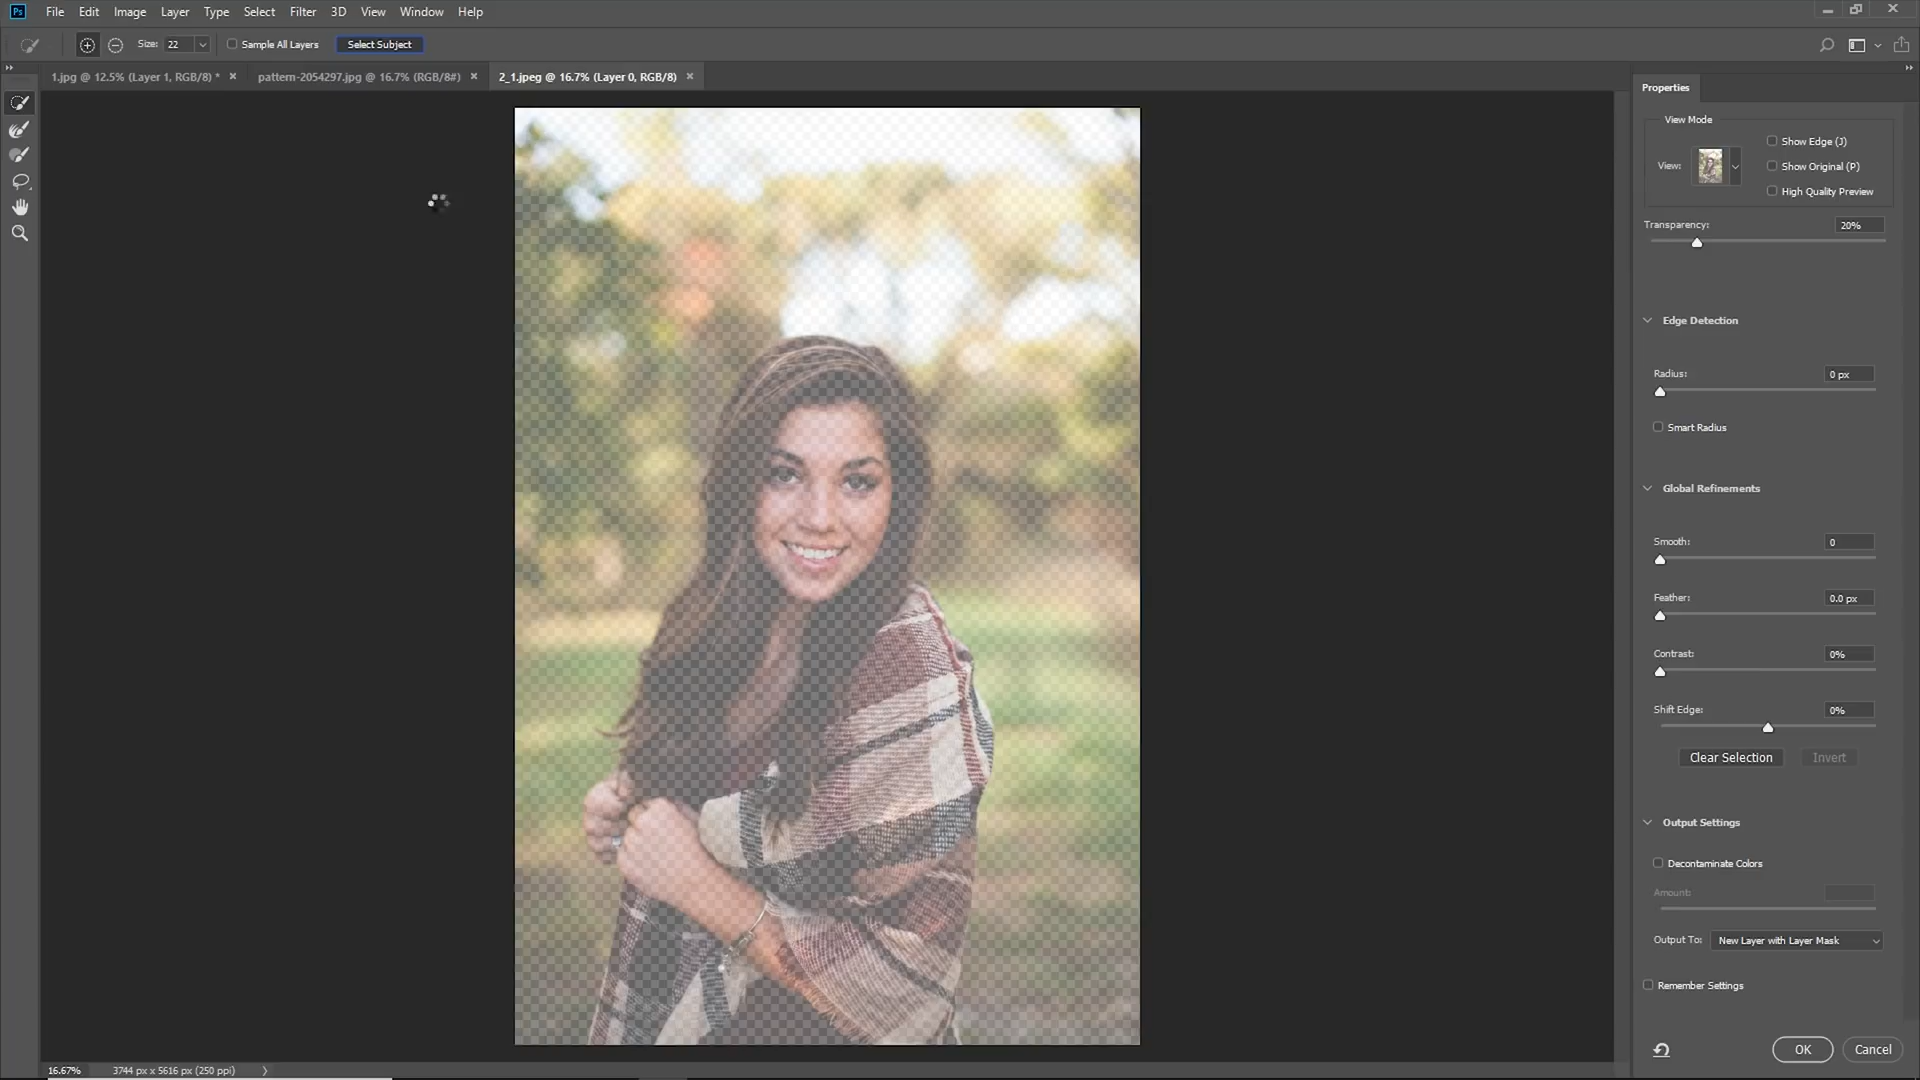 Ps File Edit Image Layer Type Select Filter 3D View Window Help
Size: 22 Sample All Layers Select Subject
1.jpg @ 12.5% (Layer 1, RGB/8) * × pattern-2054297.jpg @ 16.7% (RGB/8#) × 2_1.jpeg @ 16.7% (Layer 0, RGB/8) ×
Properties
View Mode
Show Edge (J)
View: Show Original (P)
High Quality Preview
Transparency: 20%
Edge Detection
Radius: 0 px
Smart Radius
Global Refinements
Smooth: 0
Feather: 0.0 px
Contrast: 0%
Shift Edge: 0%
Clear Selection Invert
Output Settings
Decontaminate Colors
Amount:
Output To: New Layer with Layer Mask
Remember Settings
OK Cancel
16.67% 3744 px x 5616 px (250 ppi)